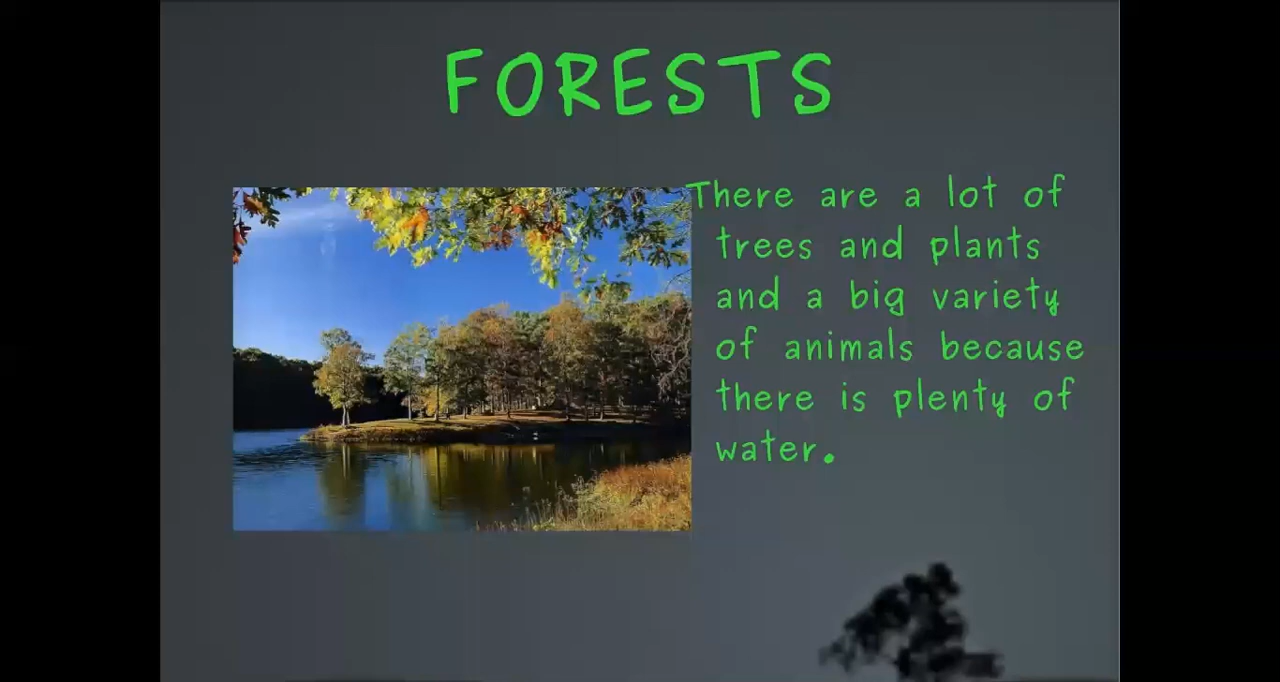 FORESTS
There are a lot of
trees and plants
and a big variety
of animals because
there is plenty of
water.